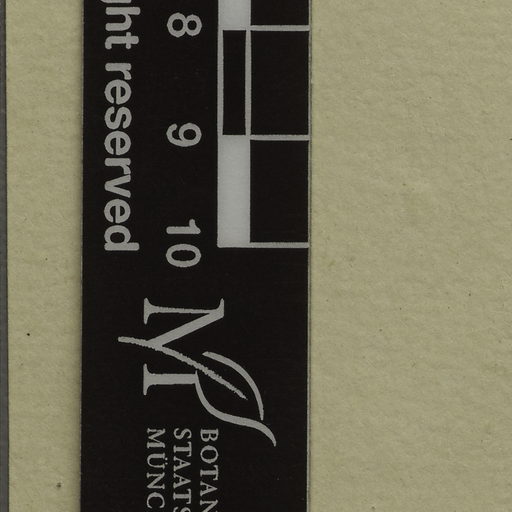 ght reserved
8
9
10
M
BOTAN
STAATS
MÜNC